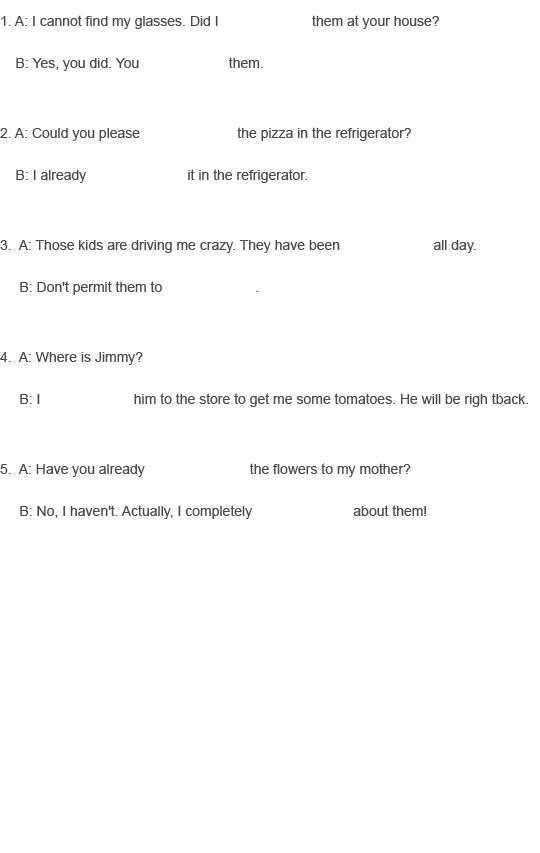 1. A: I cannot find my glasses. Did I them at your house?
B: Yes, you did. You them.
2. A: Could you please the pizza in the refrigerator?
B: I already it in the refrigerator.
3. A: Those kids are driving me crazy. They have been all day.
B: Don't permit them to .
4. A: Where is Jimmy?
B: I him to the store to get me some tomatoes. He will be righ tback.
5. A: Have you already the flowers to my mother?
B: No, I haven't. Actually, I completely about them!